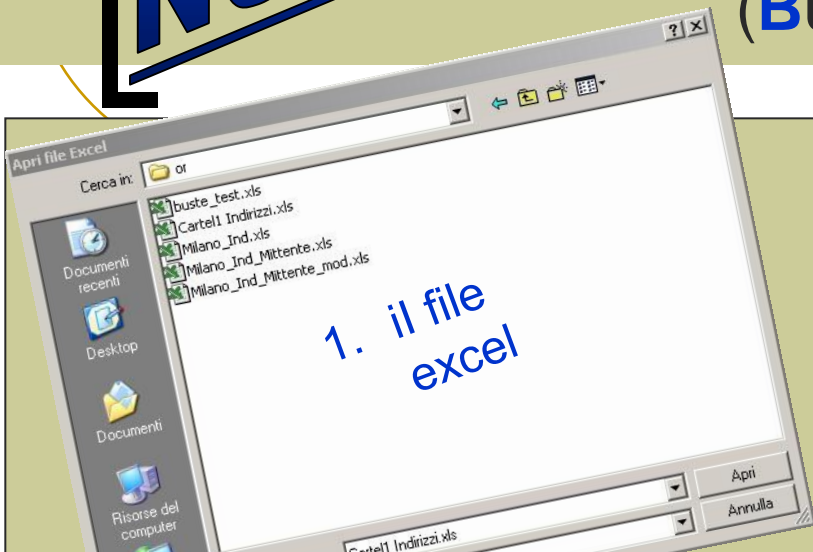 (B
Apri file Excel
Cerca in:
or
buste_test.xls
Cartel1 Indirizzi.xls
Milano_Ind.xls
Milano_Ind_Mittente.xls
Milano_Ind_Mittente_mod.xls
Documenti
recenti
Desktop
Documenti
Risorse del
computer
1. il file
excel
Cartel1 Indirizzi.xls
Apri
Annulla